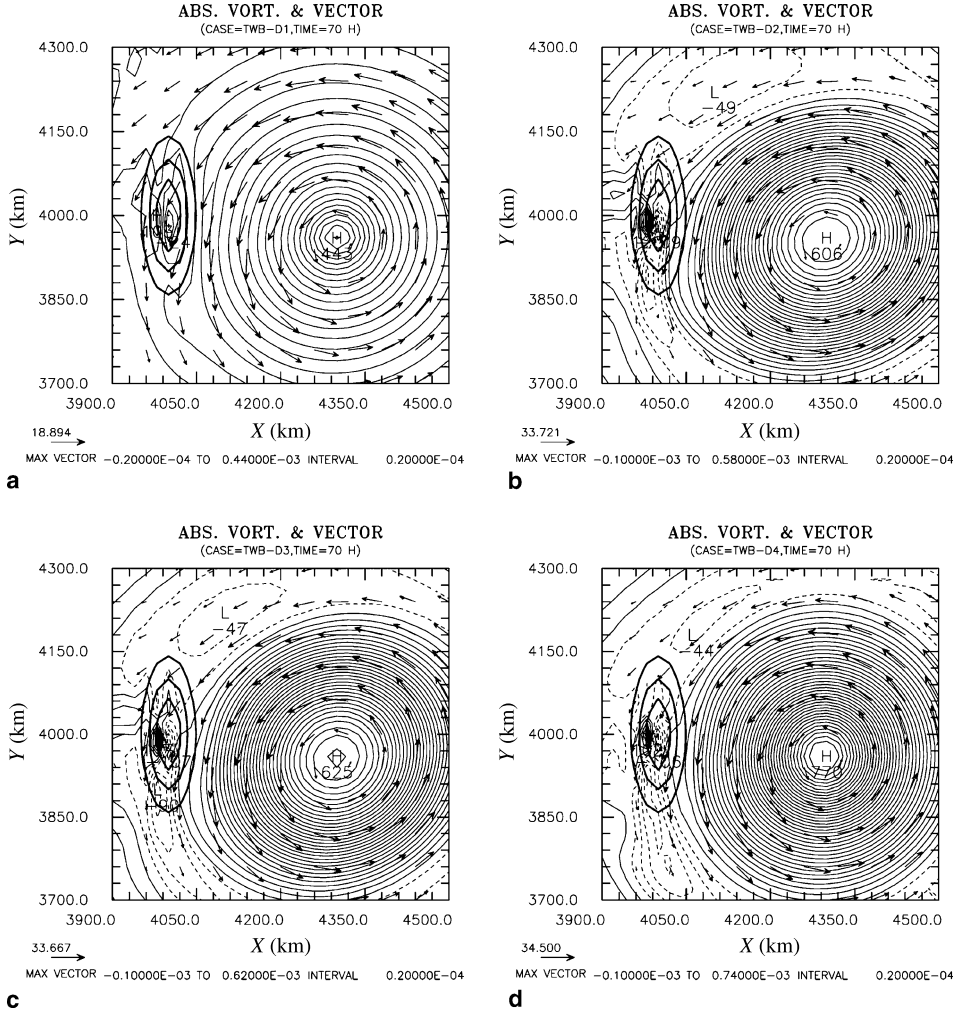 ABS. VORT. & VECTOR
(CASE=TWB-D1,TIME=70 H)
4300.0
4150.0
4000.0
3850.0
3700.0
Y (km)
H
.443
3900.0 4050.0 4200.0 4350.0 4500.0
X (km)
18.894
MAX VECTOR -0.20000E-04 TO 0.44000E-03 INTERVAL 0.20000E-04
a
ABS. VORT. & VECTOR
(CASE=TWB-D2,TIME=70 H)
4300.0
4150.0
4000.0
3850.0
3700.0
Y (km)
L
-49
H
.606
3900.0 4050.0 4200.0 4350.0 4500.0
X (km)
33.721
MAX VECTOR -0.10000E-03 TO 0.58000E-03 INTERVAL 0.20000E-04
b
ABS. VORT. & VECTOR
(CASE=TWB-D3,TIME=70 H)
4300.0
4150.0
4000.0
3850.0
3700.0
Y (km)
L
-47
H
.625
3900.0 4050.0 4200.0 4350.0 4500.0
X (km)
33.667
MAX VECTOR -0.10000E-03 TO 0.62000E-03 INTERVAL 0.20000E-04
c
ABS. VORT. & VECTOR
(CASE=TWB-D4,TIME=70 H)
4300.0
4150.0
4000.0
3850.0
3700.0
Y (km)
L
-44
H
.770
3900.0 4050.0 4200.0 4350.0 4500.0
X (km)
34.500
MAX VECTOR -0.10000E-03 TO 0.74000E-03 INTERVAL 0.20000E-04
d